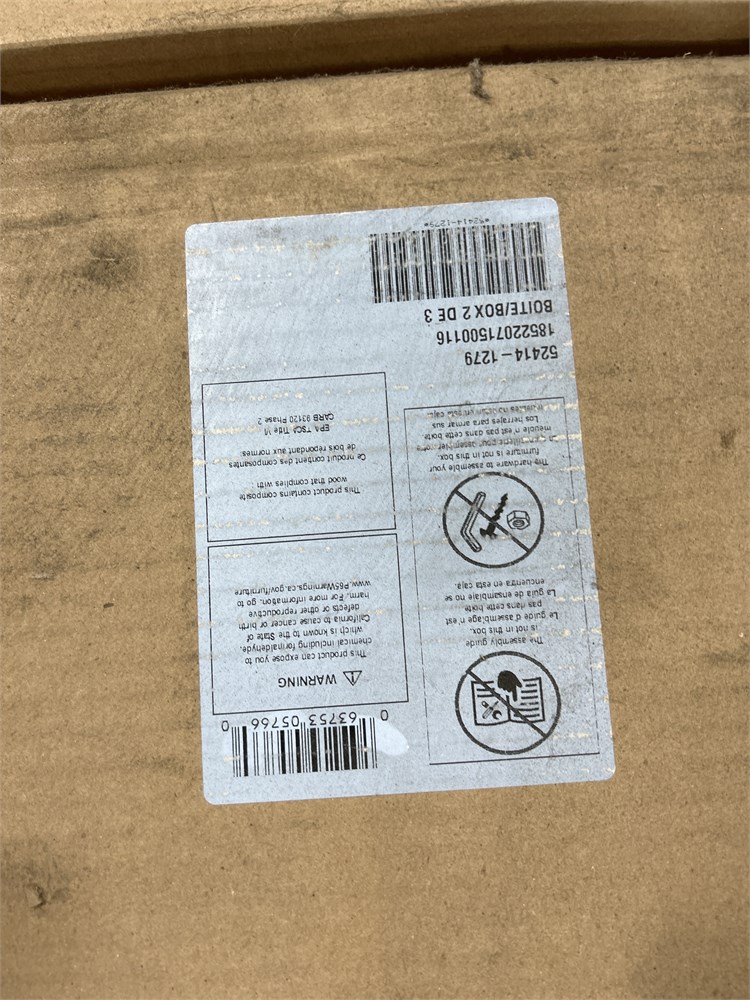 The assembly guide
is not in this box.
Le guide d'assemblage n'est
pas dans cette boite
La guía de ensamblaje no se
encuentra en esta caja.
The hardware to assembly your
furniture is not in this box
La quincaillerie pour assembler votre
meuble n'est pas dans cette boite
Los herrajes para armar sus
muebles no están en esta caja.
0 63753 05766 0
⚠ WARNING
This product can expose you to
chemical including formaldehyde.
which is known to the State of
California to cause cancer or birth
defects or other reproductive
harm. For more information. go to
www.P65Warnings.ca.gov/furniture
This product contains composite
wood that complies with:
Ce produit contient des composantes
de bois répondant aux normes:
EPA TSCA Title VI
CARB 93120 Phase 2
52414-1279
18522071500116
BOITE/BOX 2 DE 3
*52414-1279*